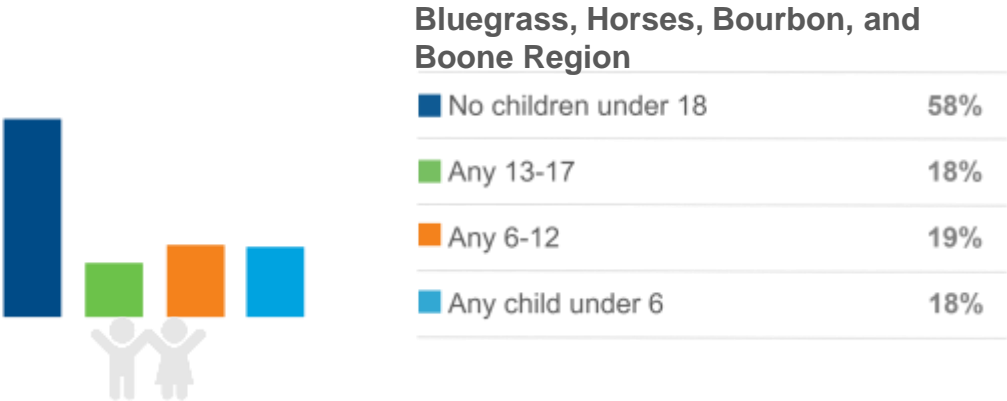 Bluegrass, Horses, Bourbon, and
Boone Region
No children under 18 58%
Any 13-17 18%
Any 6-12 19%
Any child under 6 18%